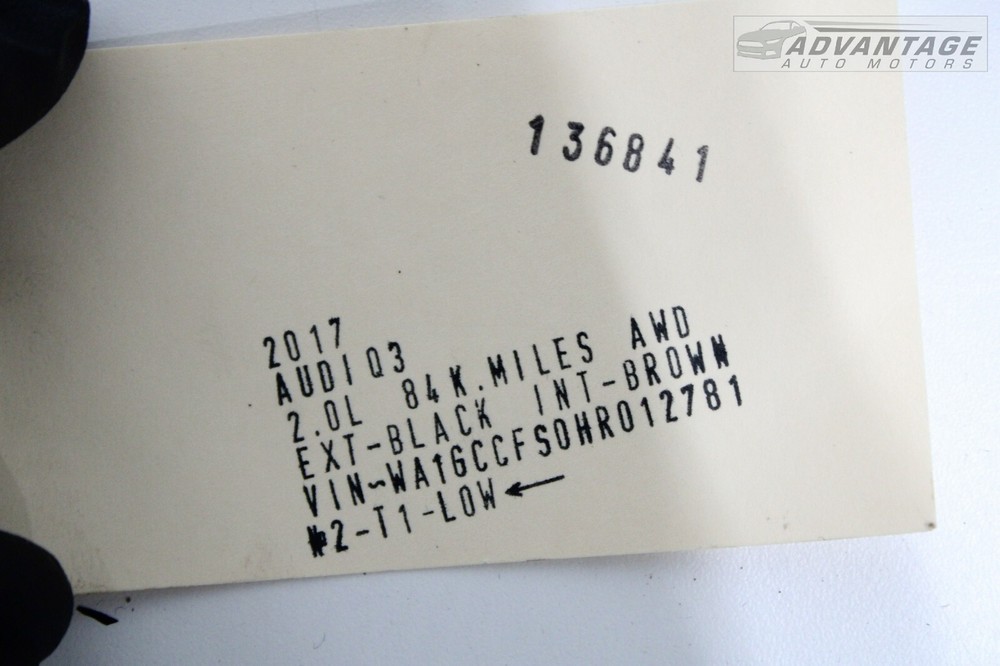 ADVANTAGE
AUTO MOTORS
136841
2017
AUDI Q3
2.0L 84K.MILES AWD
EXT-BLACK INT-BROWN
VIN~WA1GCCFS0HR012781
#2-T1-LOW←